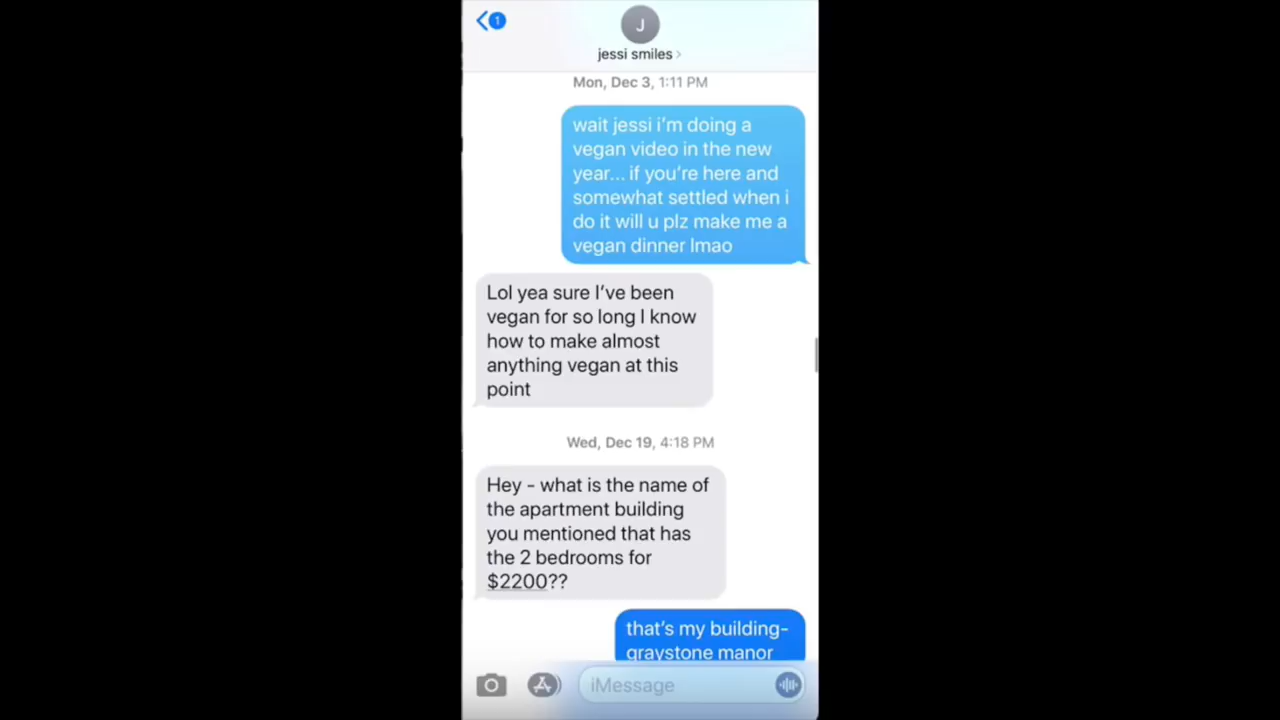 1
J
jessi smiles
Mon, Dec 3, 1:11 PM
wait jessi i'm doing a
vegan video in the new
year... if you're here and
somewhat settled when i
do it will u plz make me a
vegan dinner lmao
Lol yea sure I've been
vegan for so long I know
how to make almost
anything vegan at this
point
Wed, Dec 19, 4:18 PM
Hey - what is the name of
the apartment building
you mentioned that has
the 2 bedrooms for
$2200??
that's my building-
graystone manor
iMessage